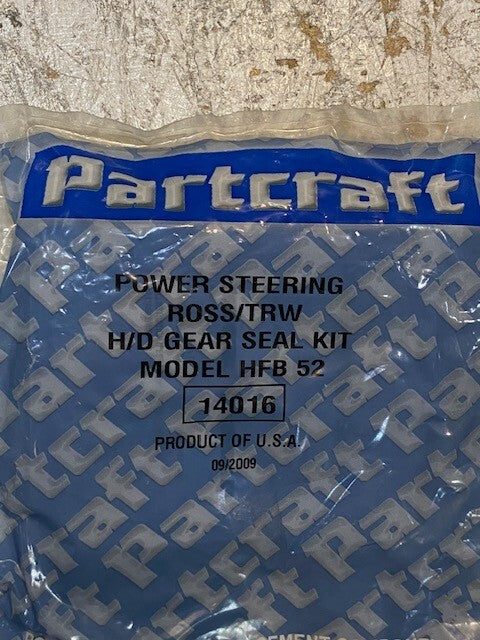 Partcraft
POWER STEERING
ROSS/TRW
H/D GEAR SEAL KIT
MODEL HFB 52
14016
PRODUCT OF U.S.A.
09/2009